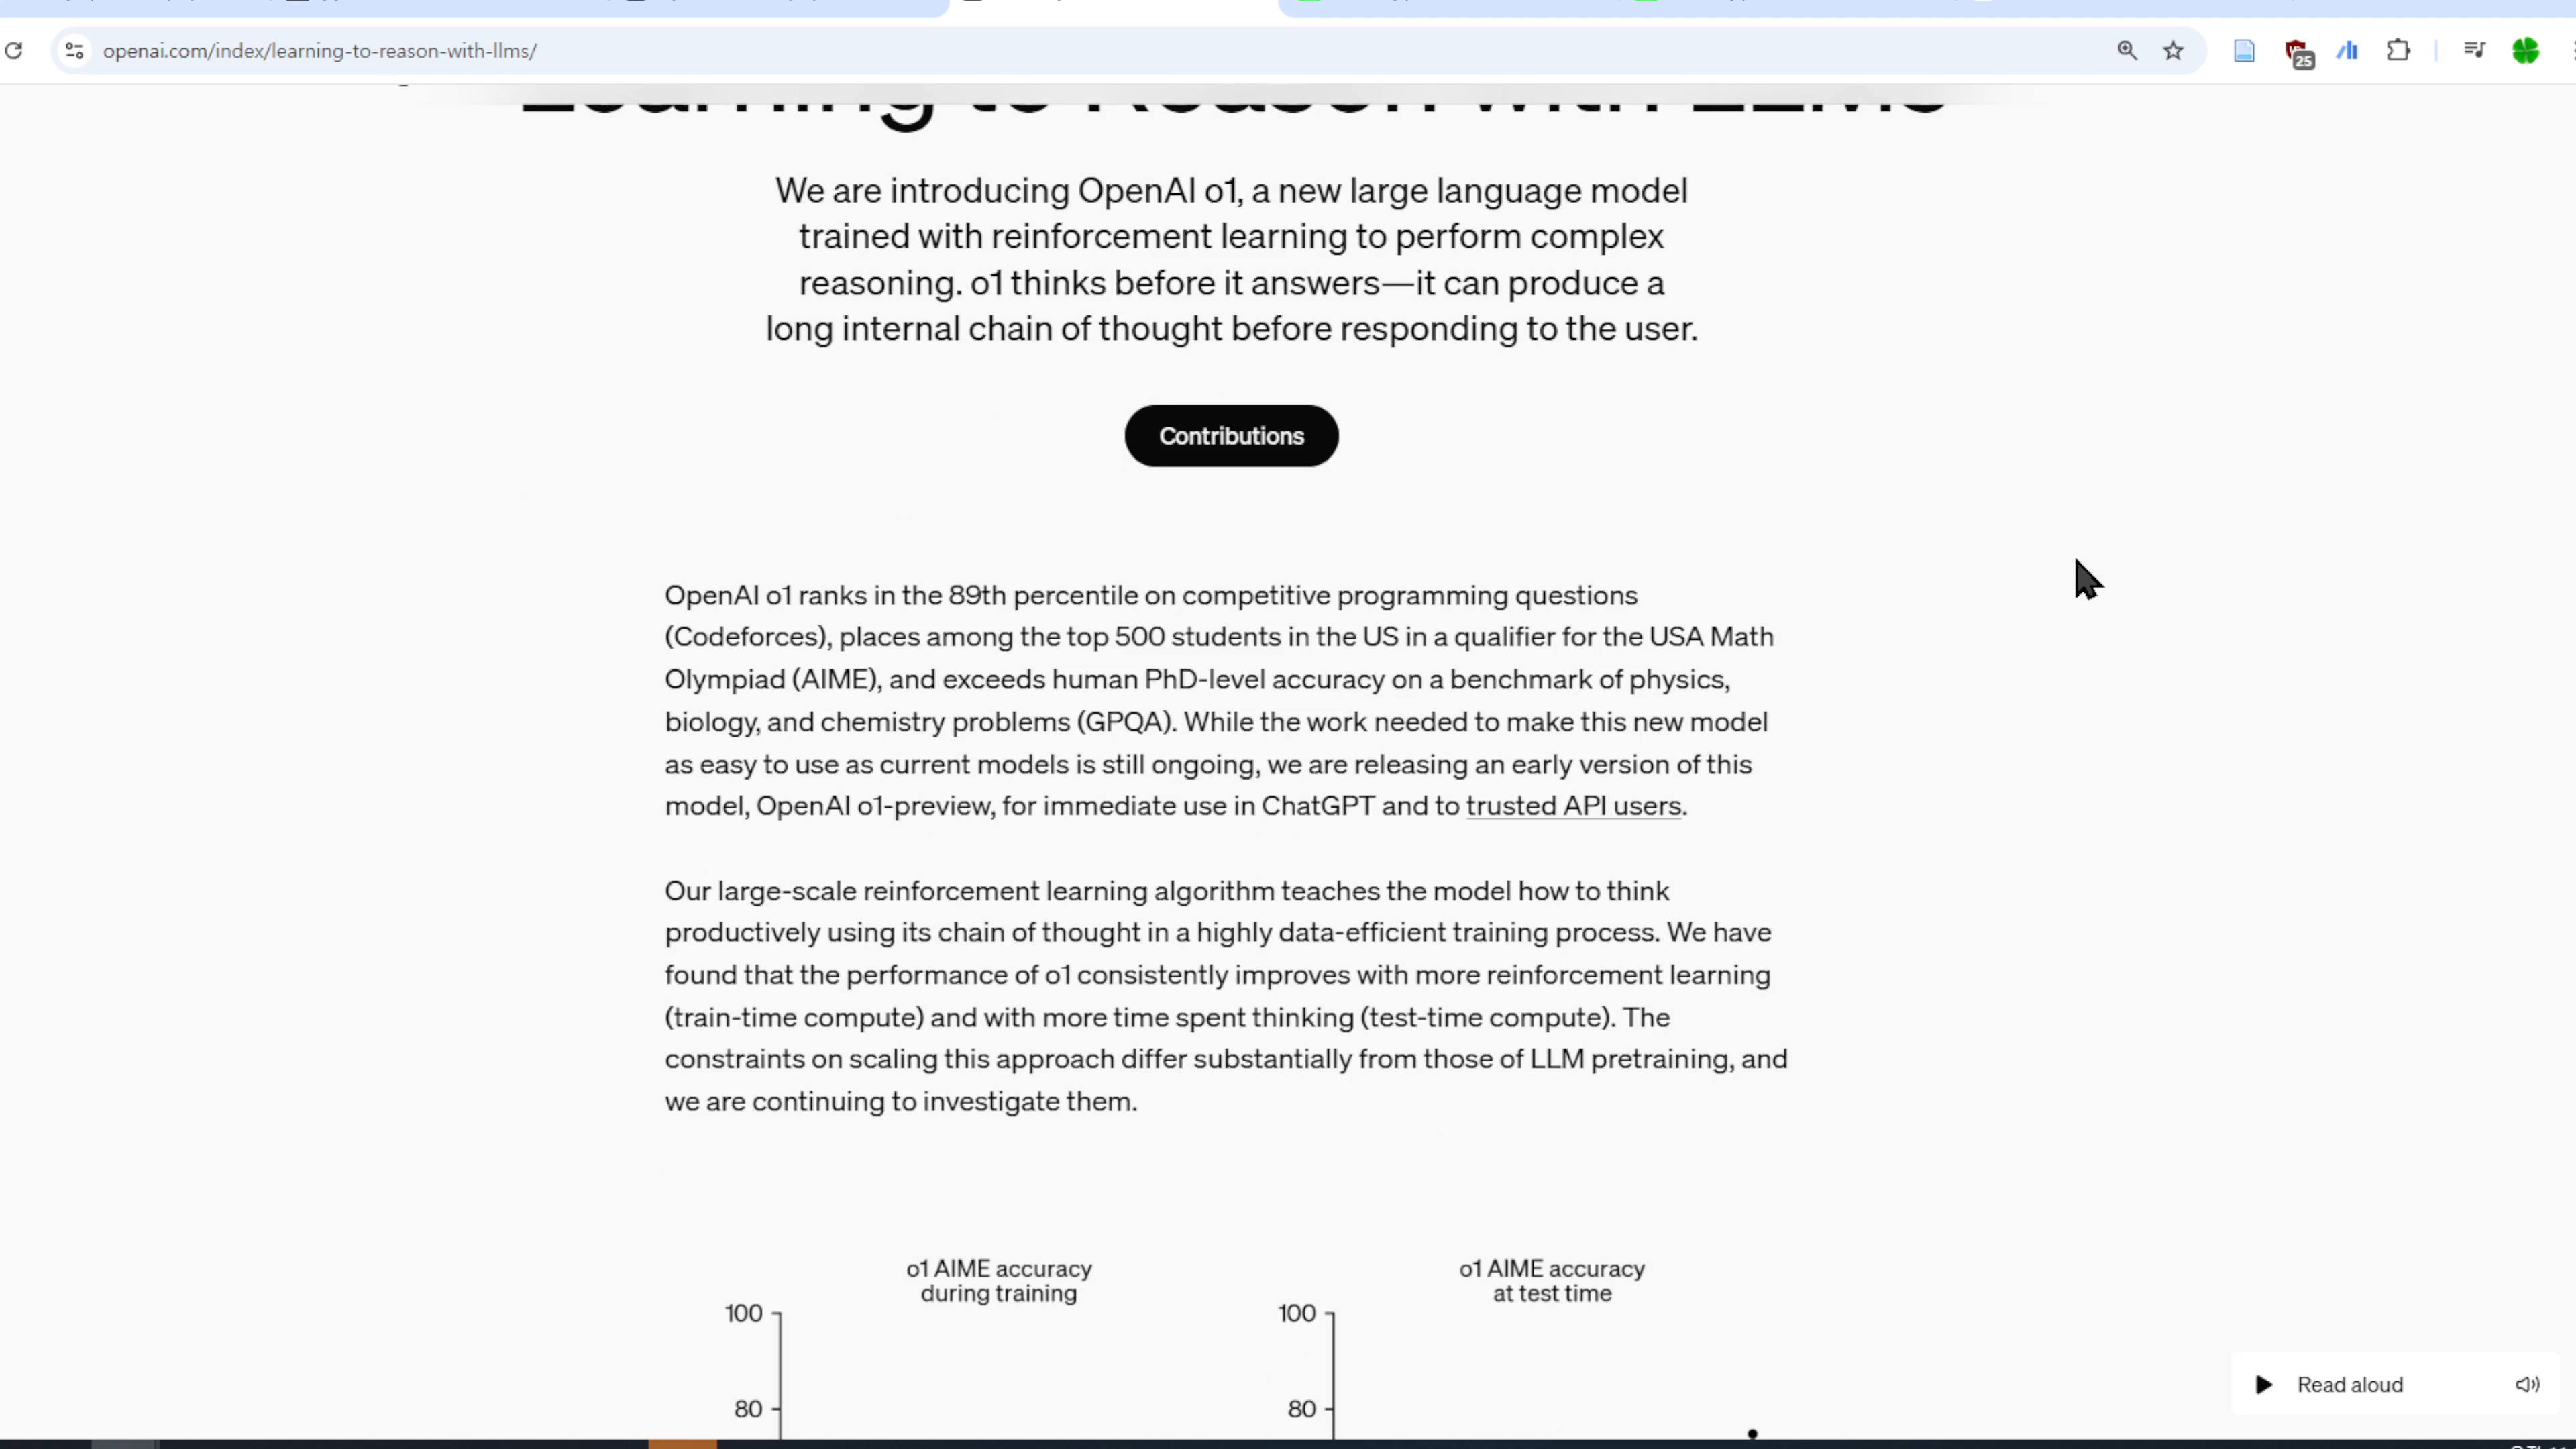 openai.com/index/learning-to-reason-with-llms/
25
Learning to Reason with LLMs
We are introducing OpenAI o1, a new large language model
trained with reinforcement learning to perform complex
reasoning. o1 thinks before it answers—it can produce a
long internal chain of thought before responding to the user.
Contributions
OpenAI o1 ranks in the 89th percentile on competitive programming questions
(Codeforces), places among the top 500 students in the US in a qualifier for the USA Math
Olympiad (AIME), and exceeds human PhD-level accuracy on a benchmark of physics,
biology, and chemistry problems (GPQA). While the work needed to make this new model
as easy to use as current models is still ongoing, we are releasing an early version of this
model, OpenAI o1-preview, for immediate use in ChatGPT and to trusted API users.
Our large-scale reinforcement learning algorithm teaches the model how to think
productively using its chain of thought in a highly data-efficient training process. We have
found that the performance of o1 consistently improves with more reinforcement learning
(train-time compute) and with more time spent thinking (test-time compute). The
constraints on scaling this approach differ substantially from those of LLM pretraining, and
we are continuing to investigate them.
o1 AIME accuracy
during training
100
80
o1 AIME accuracy
at test time
100
80
Read aloud